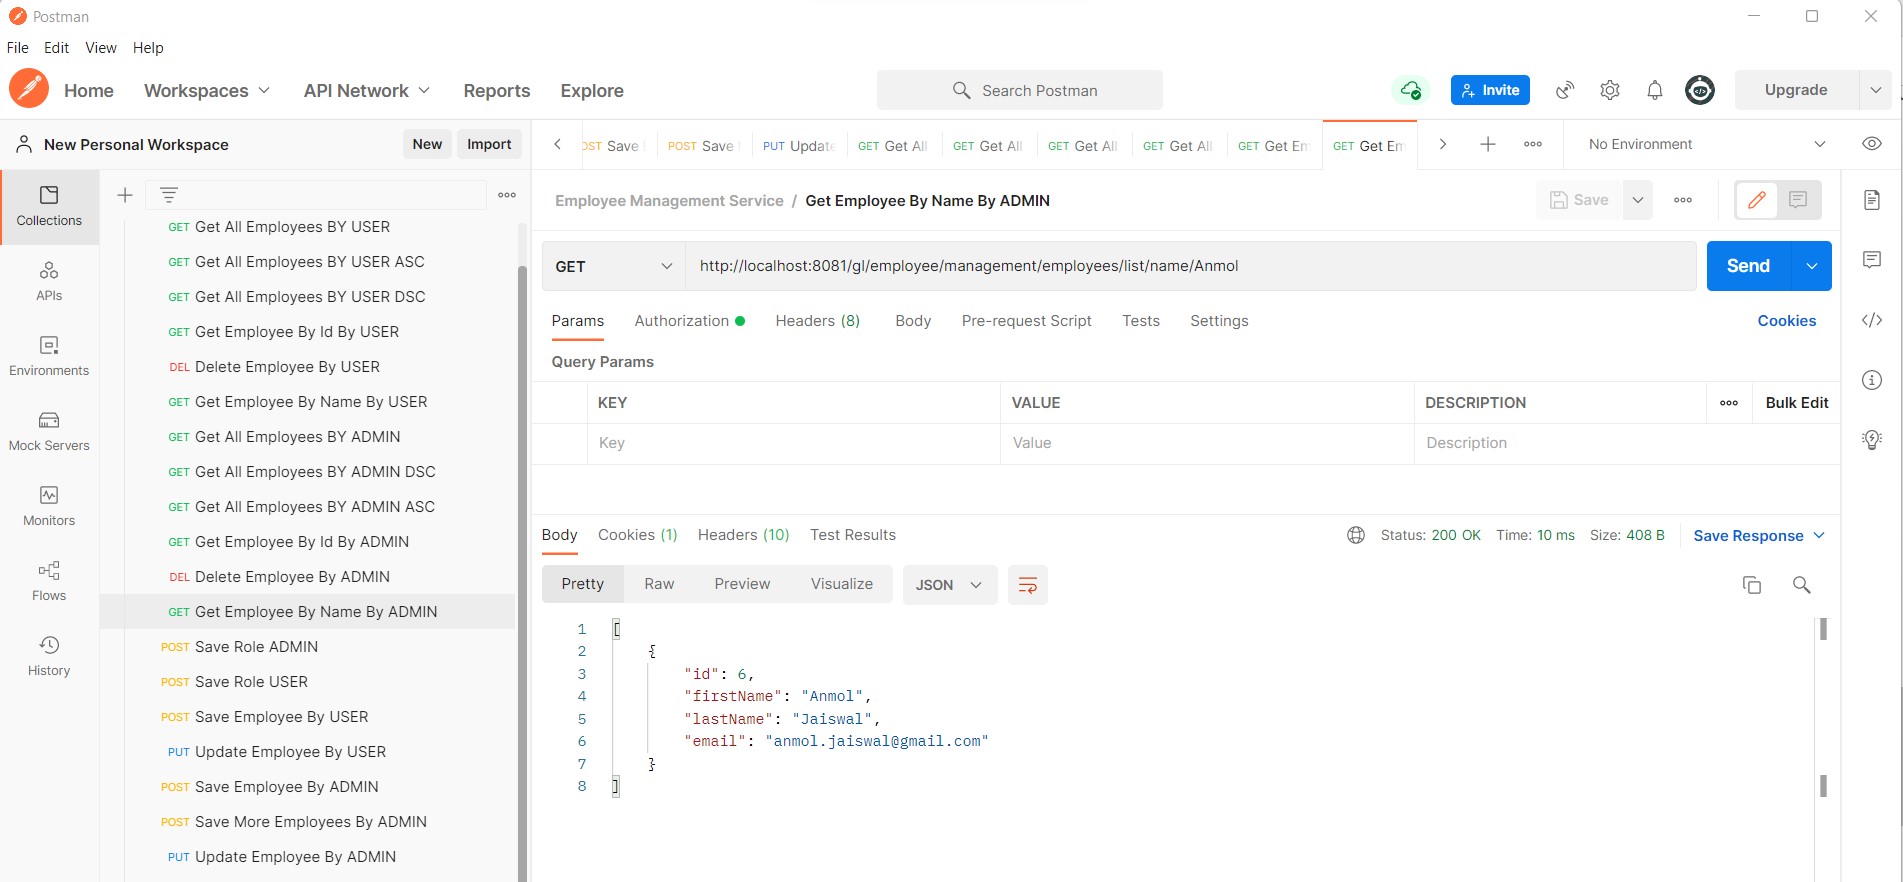 Postman
File Edit View Help
Home Workspaces API Network Reports Explore Search Postman Invite Upgrade
New Personal Workspace New Import
Save POST Save PUT Update GET Get All GET Get All GET Get All GET Get All GET Get Em GET Get Em No Environment
Collections
APIs
Environments
Mock Servers
Monitors
Flows
History
GET Get All Employees BY USER
GET Get All Employees BY USER ASC
GET Get All Employees BY USER DSC
GET Get Employee By Id By USER
DEL Delete Employee By USER
GET Get Employee By Name By USER
GET Get All Employees BY ADMIN
GET Get All Employees BY ADMIN DSC
GET Get All Employees BY ADMIN ASC
GET Get Employee By Id By ADMIN
DEL Delete Employee By ADMIN
GET Get Employee By Name By ADMIN
POST Save Role ADMIN
POST Save Role USER
POST Save Employee By USER
PUT Update Employee By USER
POST Save Employee By ADMIN
POST Save More Employees By ADMIN
PUT Update Employee By ADMIN
Employee Management Service / Get Employee By Name By ADMIN Save
GET http://localhost:8081/gl/employee/management/employees/list/name/Anmol Send
Params Authorization Headers (8) Body Pre-request Script Tests Settings Cookies
Query Params
KEY VALUE DESCRIPTION Bulk Edit
Key Value Description
Body Cookies (1) Headers (10) Test Results Status: 200 OK Time: 10 ms Size: 408 B Save Response
Pretty Raw Preview Visualize JSON
1 [
2 {
3 "id": 6,
4 "firstName": "Anmol",
5 "lastName": "Jaiswal",
6 "email": "anmol.jaiswal@gmail.com"
7 }
8 ]